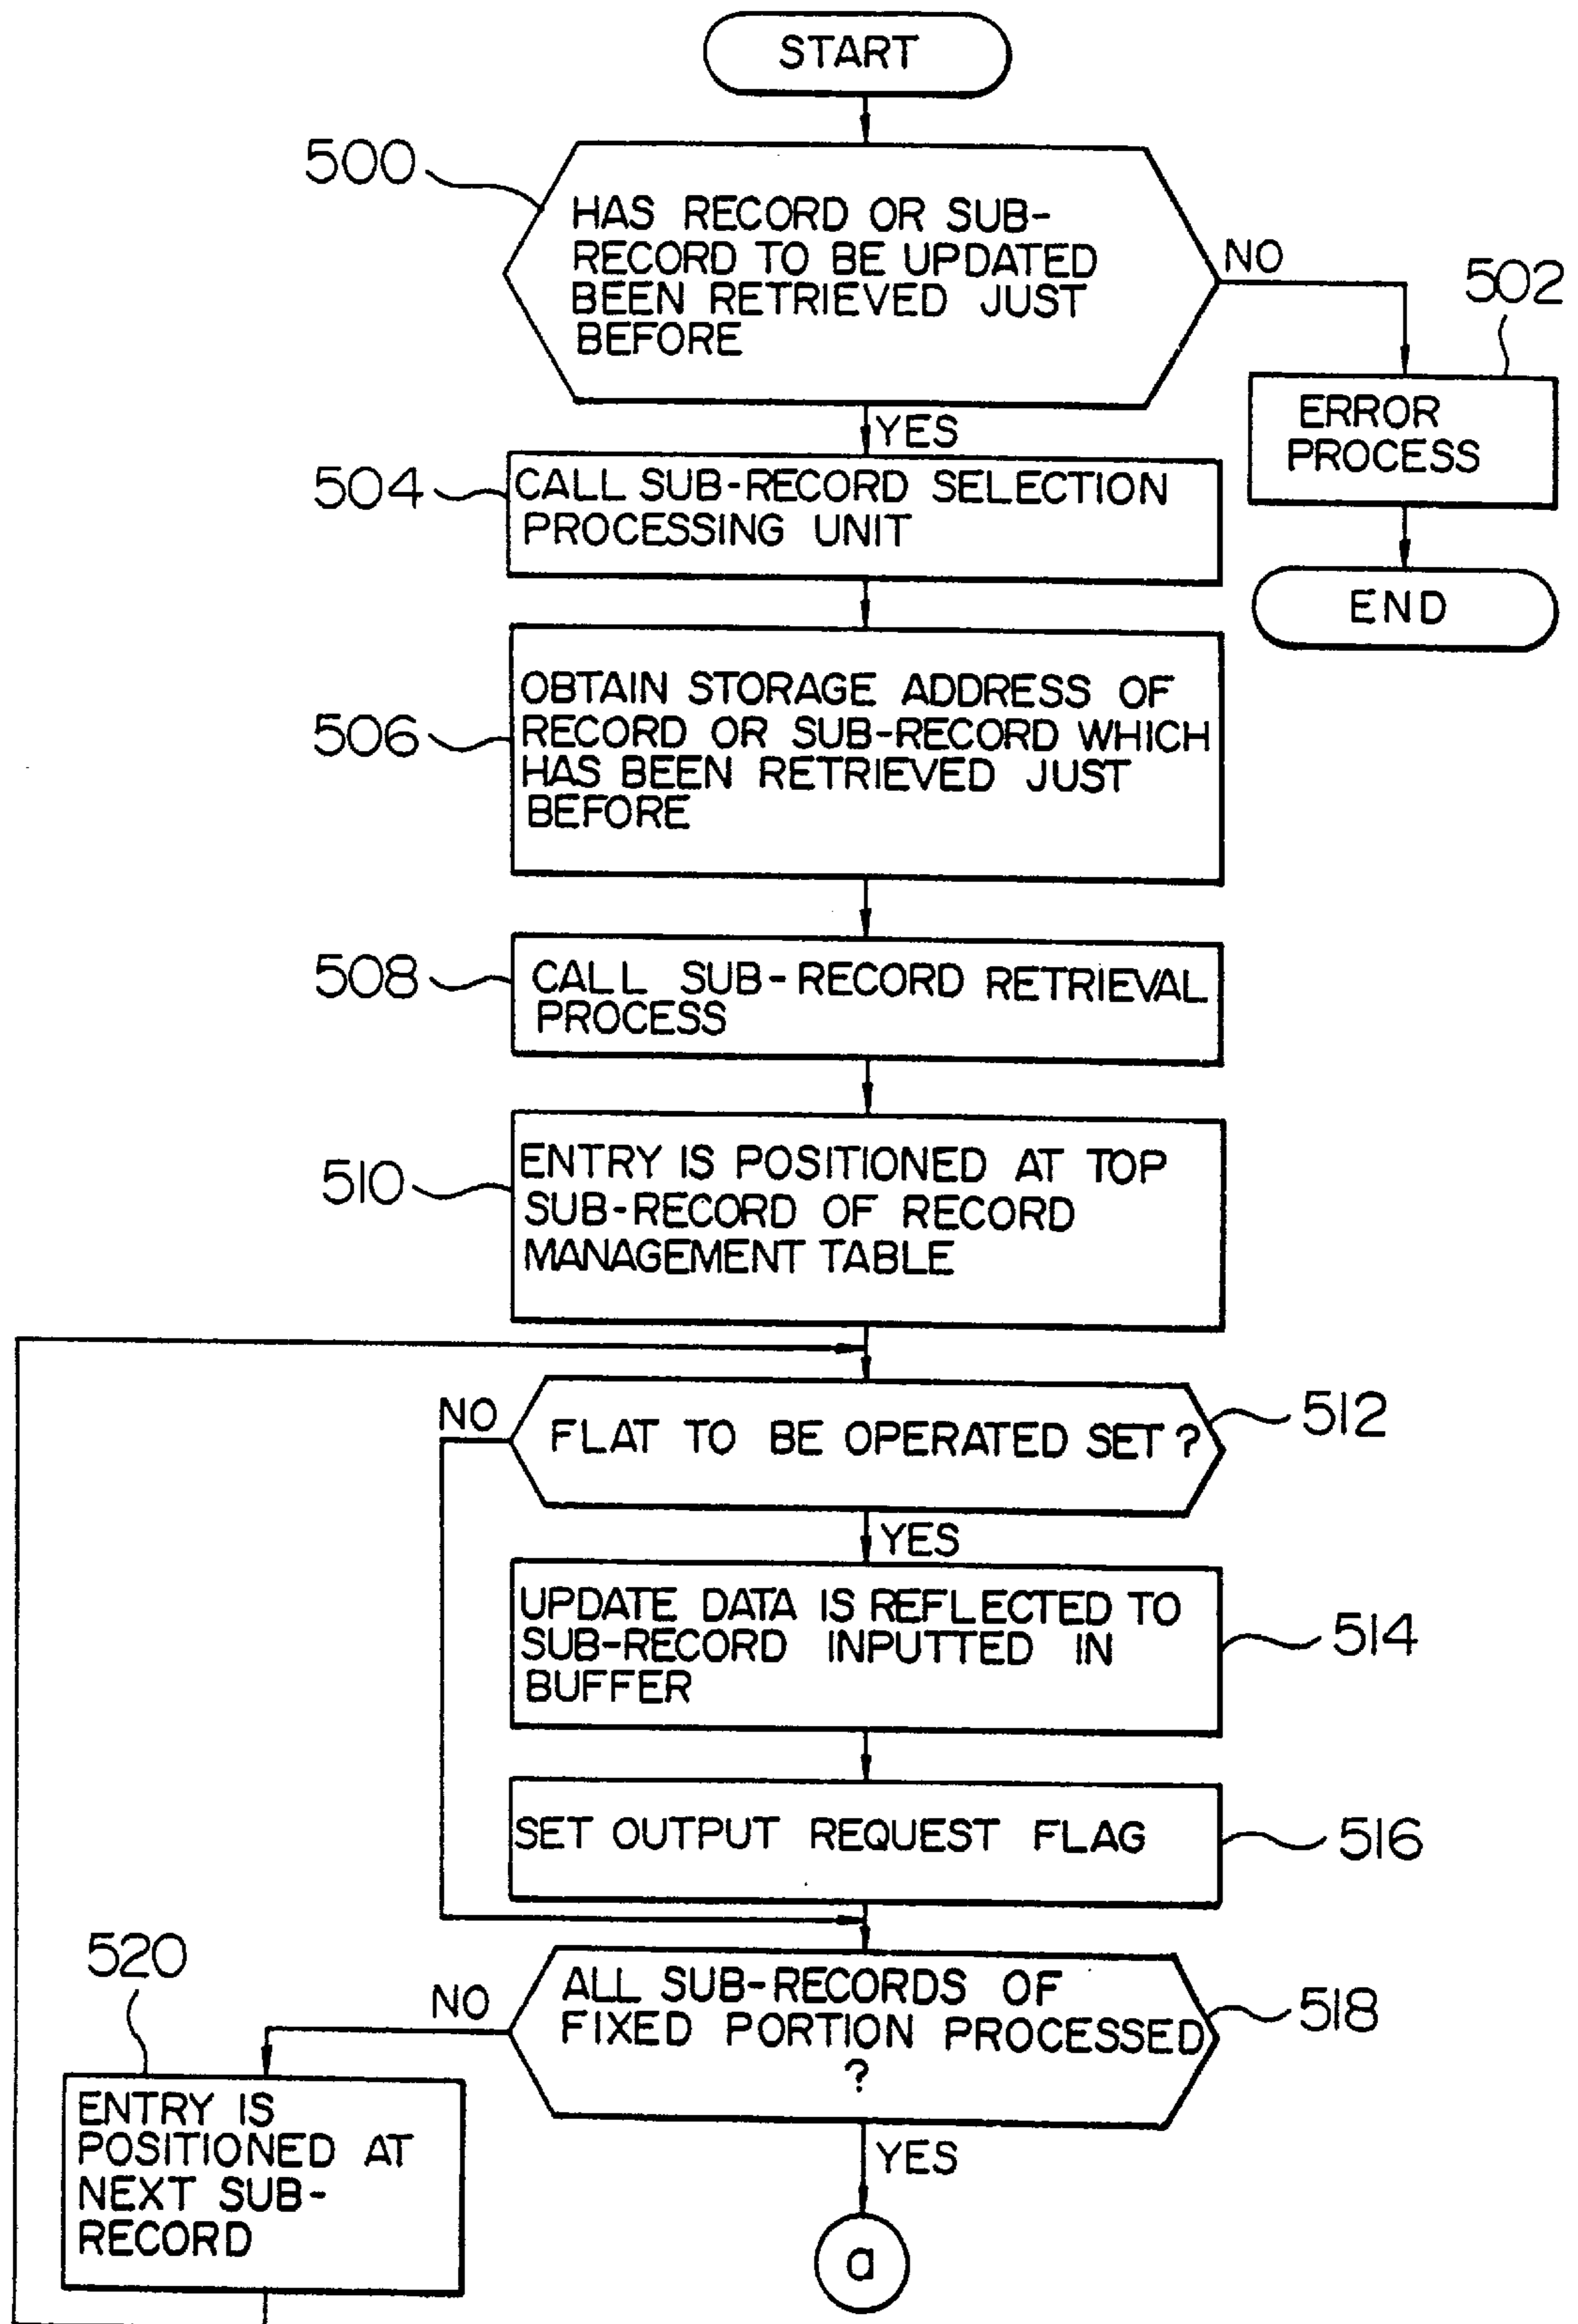 START
500
HAS RECORD OR SUB-
RECORD TO BE UPDATED
BEEN RETRIEVED JUST
BEFORE
NO
502
ERROR
PROCESS
END
YES
504
CALL SUB-RECORD SELECTION
PROCESSING UNIT
506
OBTAIN STORAGE ADDRESS OF
RECORD OR SUB-RECORD WHICH
HAS BEEN RETRIEVED JUST
BEFORE
508
CALL SUB-RECORD RETRIEVAL
PROCESS
510
ENTRY IS POSITIONED AT TOP
SUB-RECORD OF RECORD
MANAGEMENT TABLE
NO
FLAT TO BE OPERATED SET?
512
YES
UPDATE DATA IS REFLECTED TO
SUB-RECORD INPUTTED IN
BUFFER
514
SET OUTPUT REQUEST FLAG
516
520
NO
ALL SUB-RECORDS OF
FIXED PORTION PROCESSED
?
518
ENTRY IS
POSITIONED AT
NEXT SUB-
RECORD
YES
a